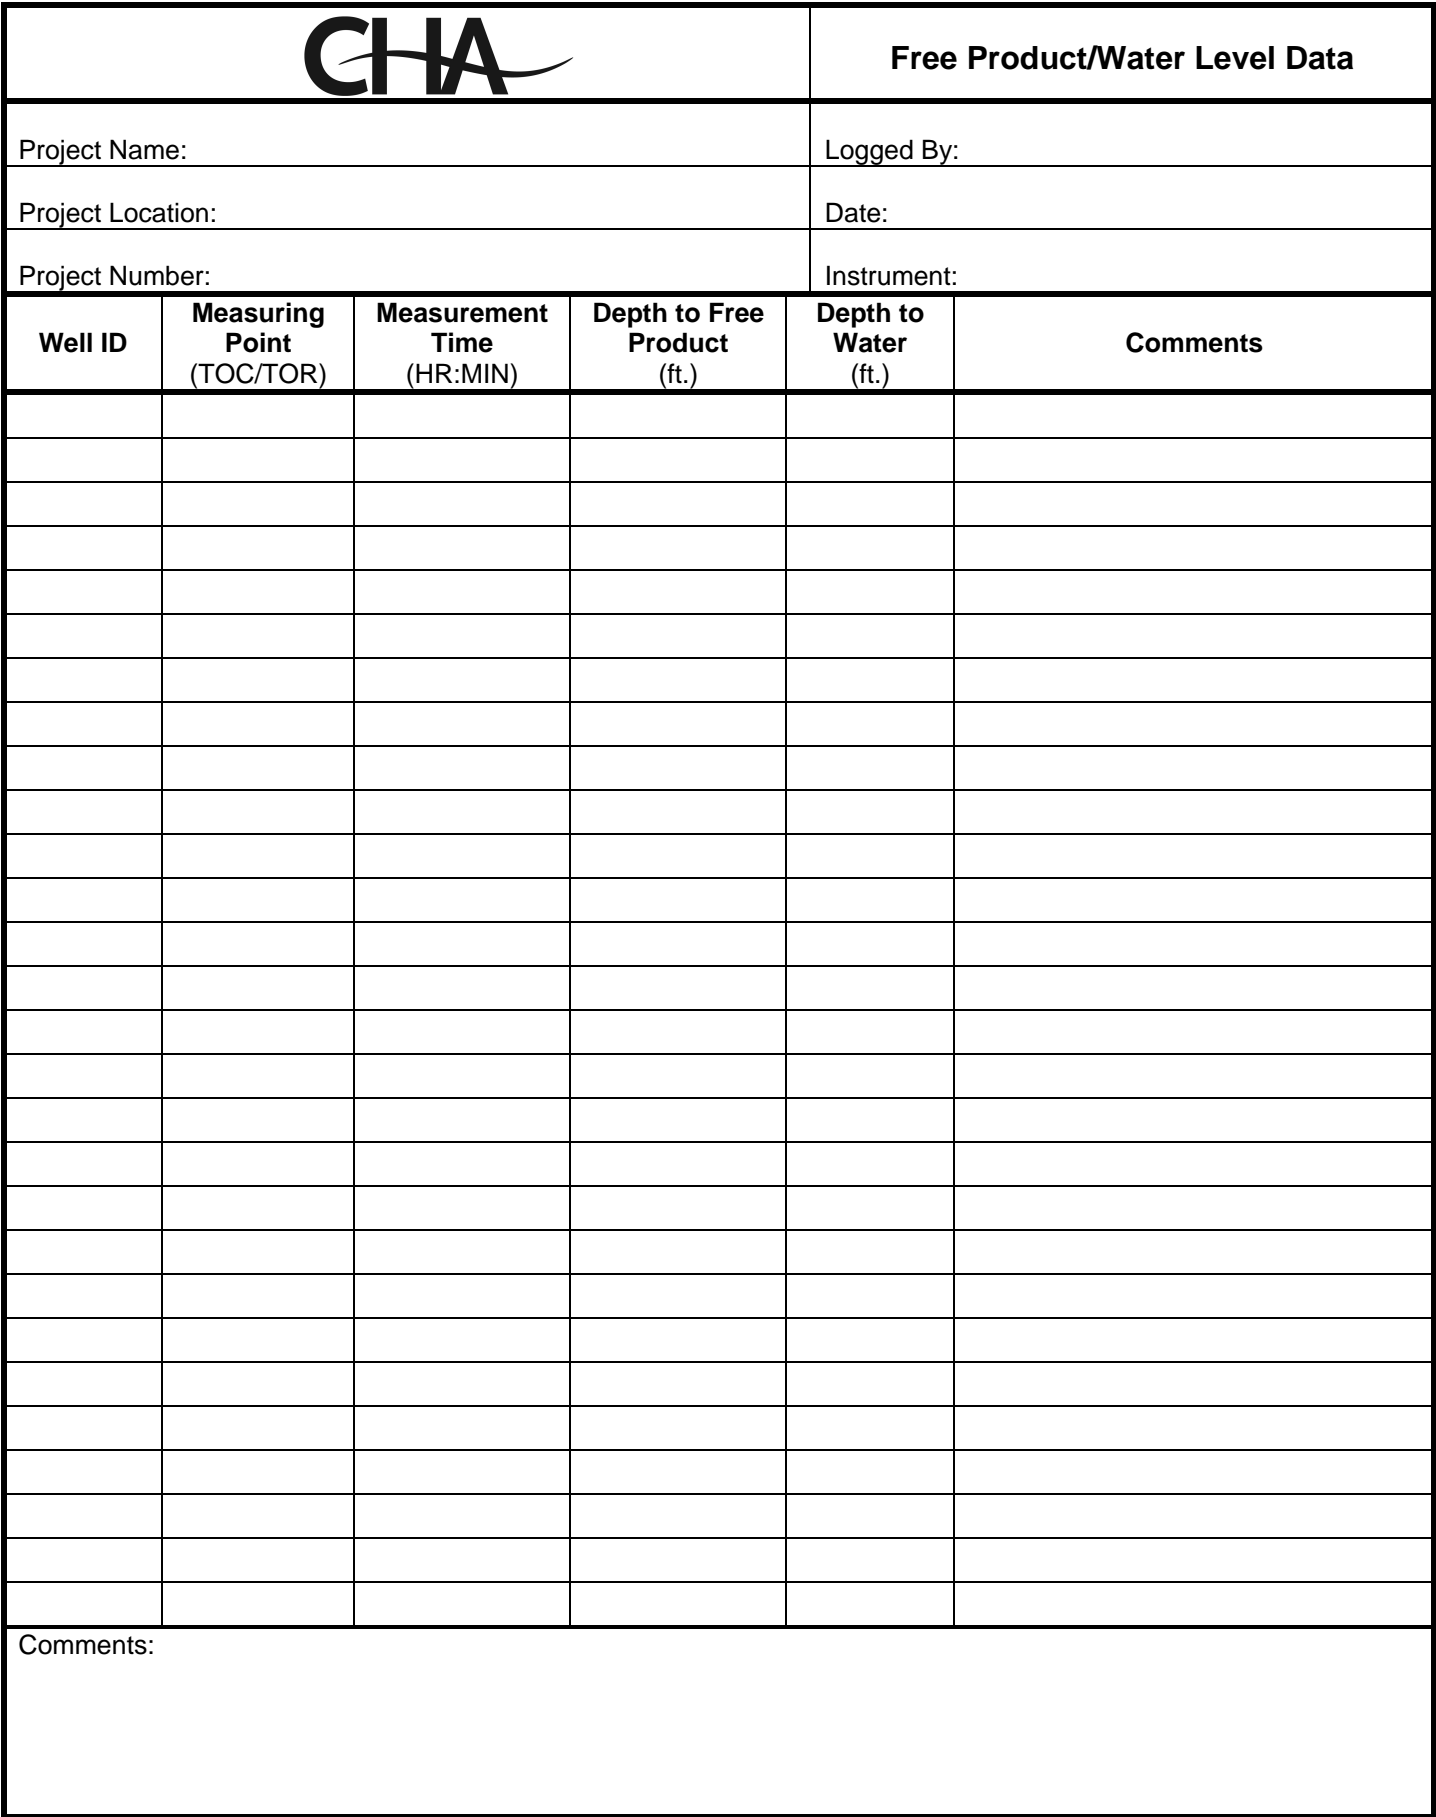 CHA
Free Product/Water Level Data
Project Name:
Logged By:
Project Location:
Date:
Project Number:
Instrument:
Well ID
Measuring
Point
(TOC/TOR)
Measurement
Time
(HR:MIN)
Depth to Free
Product
(ft.)
Depth to
Water
(ft.)
Comments
Comments: